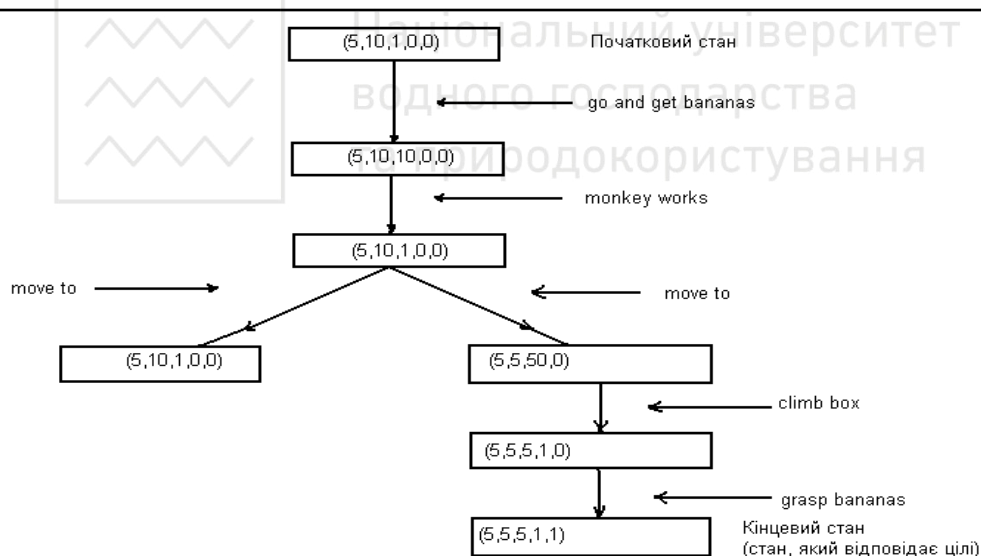 Національний університет
водного господарства
та природокористування
(5,10,1,0,0)
Початковий стан
go and get bananas
(5,10,10,0,0)
monkey works
(5,10,1,0,0)
move to
move to
(5,10,1,0,0)
(5,5,50,0)
climb box
(5,5,5,1,0)
grasp bananas
(5,5,5,1,1)
Кінцевий стан
(стан, який відповідає цілі)